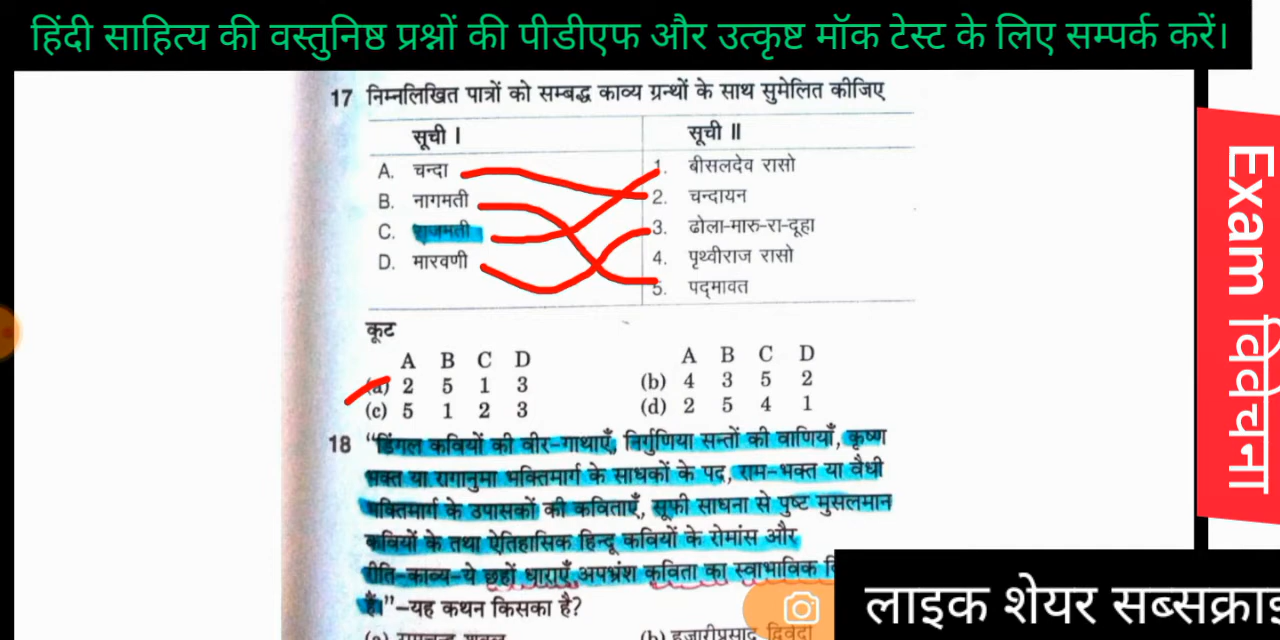 हिंदी साहित्य की वस्तुनिष्ठ प्रश्नों की पीडीएफ और उत्कृष्ट मॉक टेस्ट के लिए सम्पर्क करें।
17 निम्नलिखित पात्रों को सम्बद्ध काव्य ग्रन्थों के साथ सुमेलित कीजिए
सूची I सूची II
A. चन्दा 1. बीसलदेव रासो
B. नागमती 2. चन्दायन
C. राजमती 3. ढोला-मारु-रा-दूहा
D. मारवणी 4. पृथ्वीराज रासो
5. पद्मावत
कूट
A B C D A B C D
(a) 2 5 1 3 (b) 4 3 5 2
(c) 5 1 2 3 (d) 2 5 4 1
18 “डिंगल कवियों की वीर-गाथाएँ, निर्गुणिया सन्तों की वाणियाँ, कृष्ण
भक्त या रागानुगा भक्तिमार्ग के साधकों के पद, राम-भक्त या वैधी
भक्तिमार्ग के उपासकों की कविताएँ, सूफी साधना से पुष्ट मुसलमान
कवियों के तथा ऐतिहासिक हिन्दू कवियों के रोमांस और
रीति-काव्य-ये छहों धाराएँ अपभ्रंश कविता का स्वाभाविक
है।”-यह कथन किसका है?
(b) हजारीप्रसाद द्विवेदी
Exam विवेचना
लाइक शेयर सब्सक्राइ